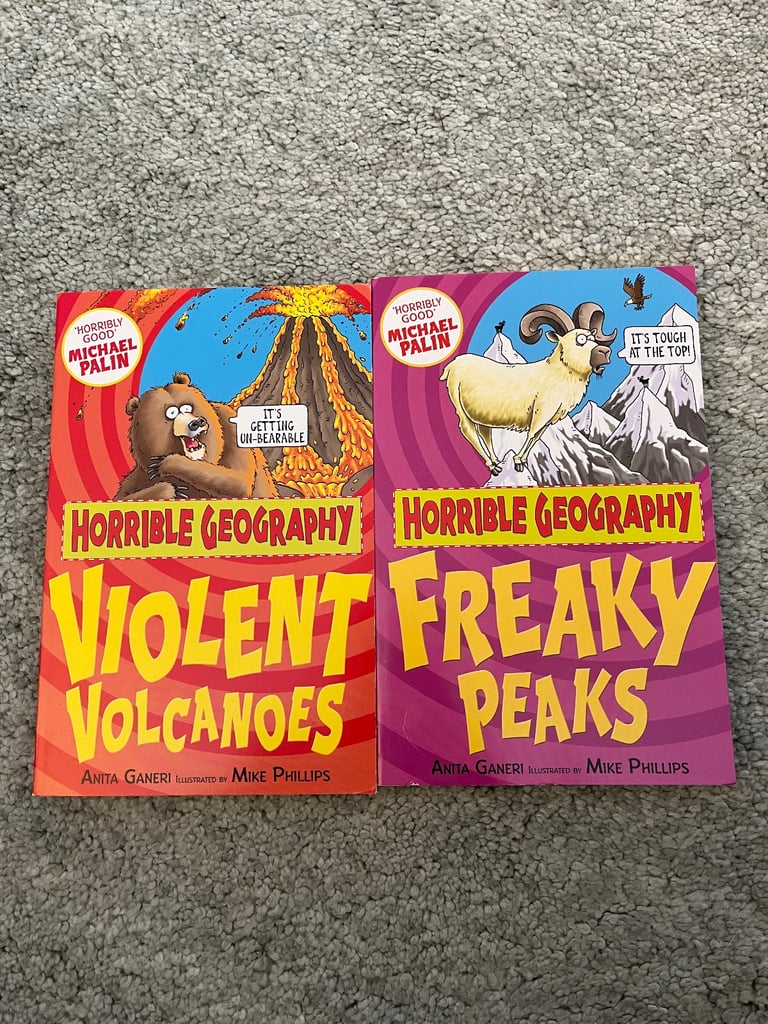 'HORRIBLY
GOOD'
MICHAEL
PALIN
IT'S
GETTING
UN-BEARABLE
HORRIBLE GEOGRAPHY
VIOLENT
VOLCANOES
ANITA GANERI ILLUSTRATED BY MIKE PHILLIPS
'HORRIBLY
GOOD'
MICHAEL
PALIN
IT'S TOUGH
AT THE TOP!
HORRIBLE GEOGRAPHY
FREAKY
PEAKS
ANITA GANERI ILLUSTRATED BY MIKE PHILLIPS